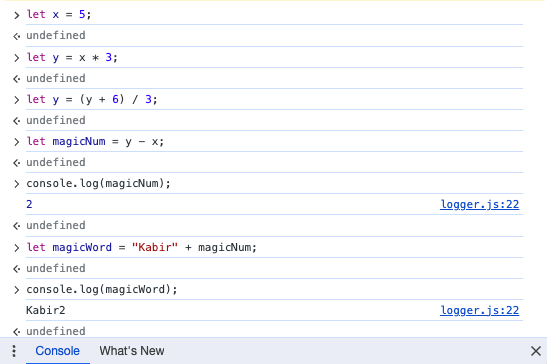 let x = 5;
undefined
let y = x * 3;
undefined
let y = (y + 6) / 3;
undefined
let magicNum = y - x;
undefined
console.log(magicNum);
2 logger.js:22
undefined
let magicWord = "Kabir" + magicNum;
undefined
console.log(magicWord);
Kabir2 logger.js:22
undefined
Console What's New